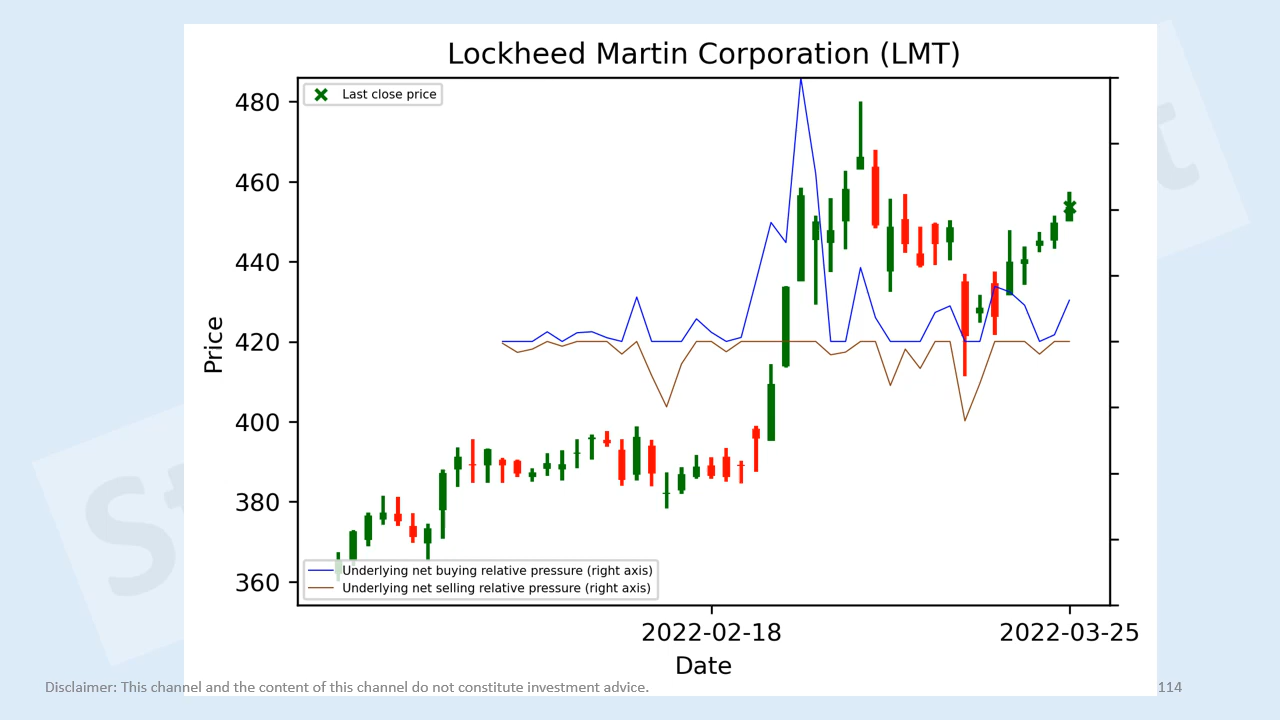 Lockheed Martin Corporation (LMT)
Last close price
480
460
440
420
400
380
360
Price
Underlying net buying relative pressure (right axis)
Underlying net selling relative pressure (right axis)
2022-02-18
2022-03-25
Date
Disclaimer: This channel and the content of this channel do not constitute investment advice.
114